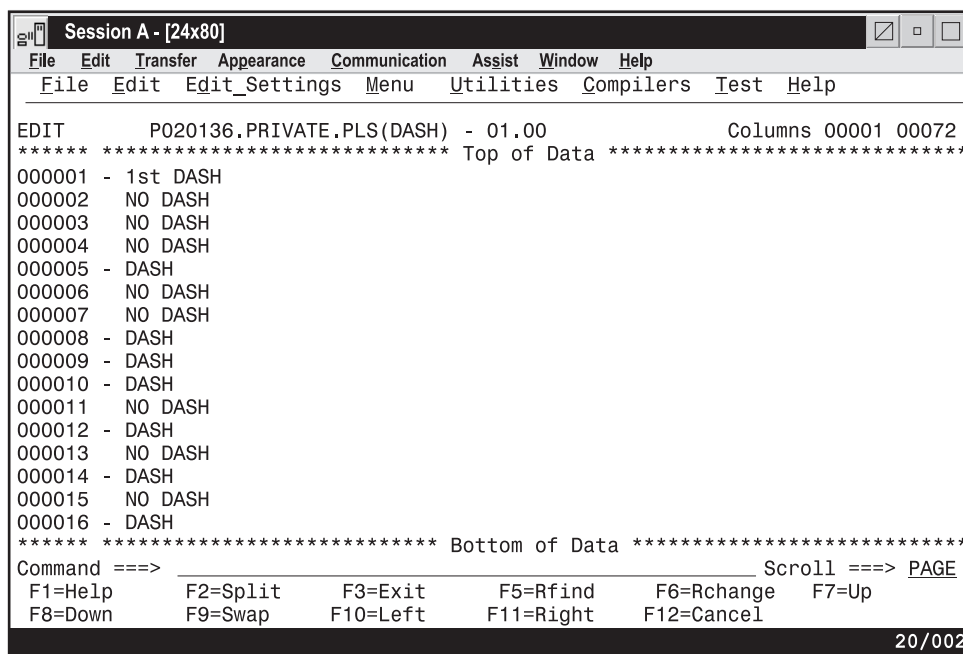 Session A - [24x80]
File Edit Transfer Appearance Communication Assist Window Help
File Edit Edit_Settings Menu Utilities Compilers Test Help
EDIT PO20136.PRIVATE.PLS(DASH) - 01.00 Columns 00001 00072
****** ***************************** Top of Data ******************************
000001 - 1st DASH
000002 NO DASH
000003 NO DASH
000004 NO DASH
000005 - DASH
000006 NO DASH
000007 NO DASH
000008 - DASH
000009 - DASH
000010 - DASH
000011 NO DASH
000012 - DASH
000013 NO DASH
000014 - DASH
000015 NO DASH
000016 - DASH
****** **************************** Bottom of Data ****************************
Command ===> Scroll ===> PAGE
F1=Help F2=Split F3=Exit F5=Rfind F6=Rchange F7=Up
F8=Down F9=Swap F10=Left F11=Right F12=Cancel
20/002